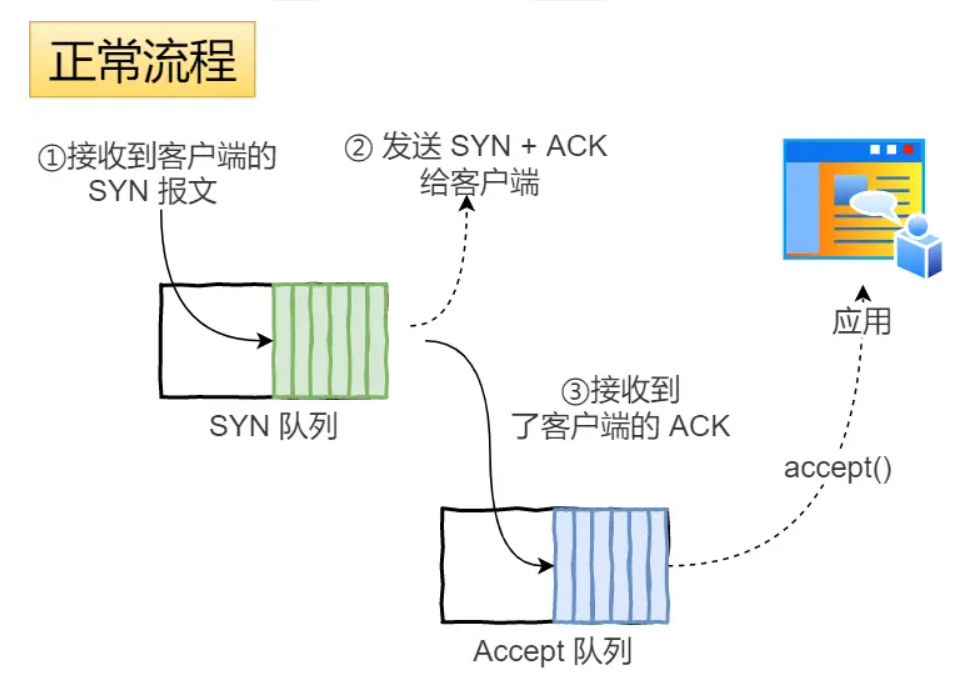 正常流程
①接收到客户端的
SYN 报文
② 发送 SYN + ACK
给客户端
应用
SYN 队列
③接收到
了客户端的 ACK
accept()
Accept 队列